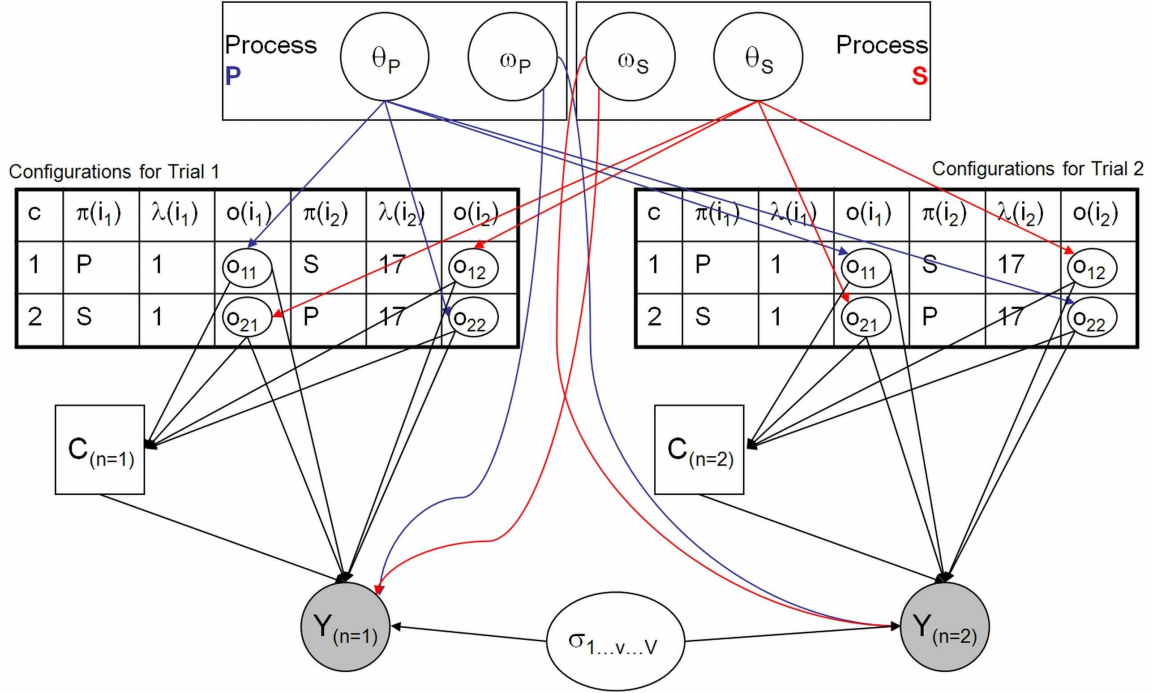 Process
P
θP
ωP
ωS
θS
Process
S
Configurations for Trial 1
c π(i1) λ(i1) o(i1) π(i2) λ(i2) o(i2)
1 P 1 o11 S 17 o12
2 S 1 o21 P 17 o22
Configurations for Trial 2
c π(i1) λ(i1) o(i1) π(i2) λ(i2) o(i2)
1 P 1 o11 S 17 o12
2 S 1 o21 P 17 o22
C(n=1)
C(n=2)
Y(n=1)
σ1...v...V
Y(n=2)